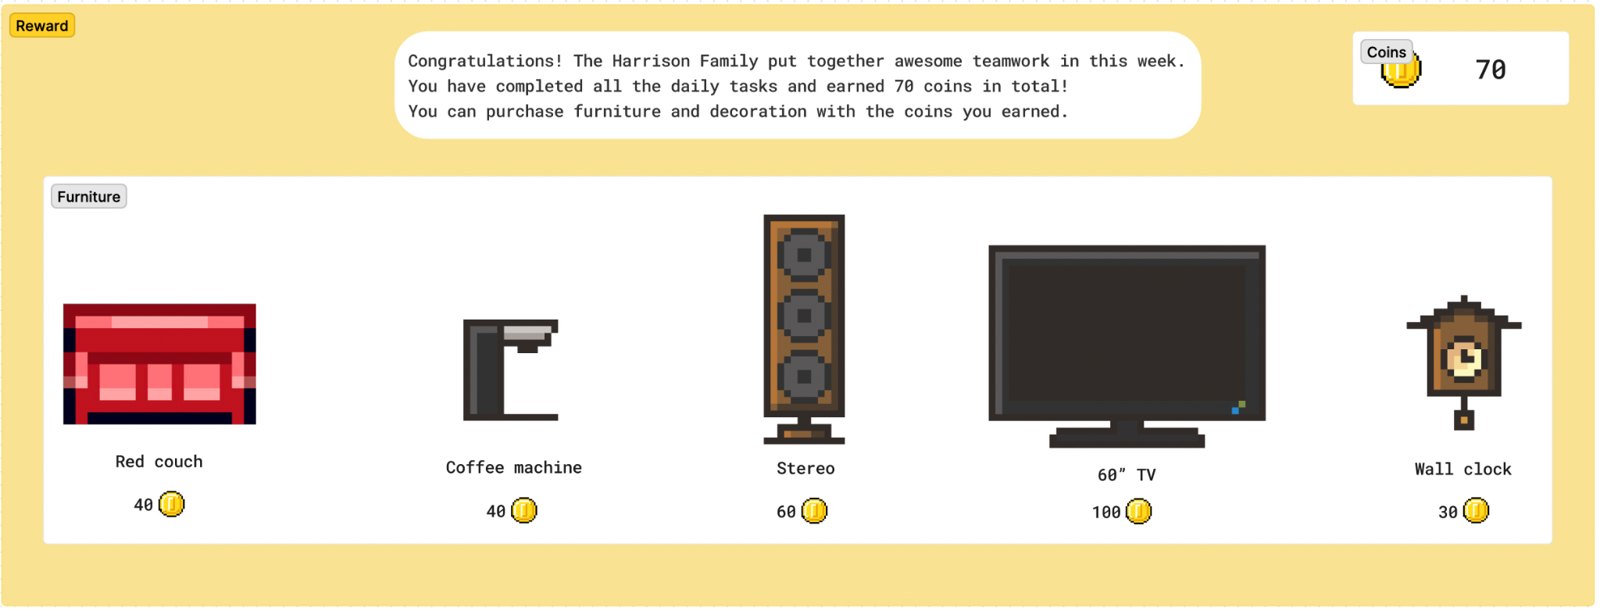 Reward
Congratulations! The Harrison Family put together awesome teamwork in this week.
You have completed all the daily tasks and earned 70 coins in total!
You can purchase furniture and decoration with the coins you earned.
Coins
70
Furniture
Red couch
40
Coffee machine
40
Stereo
60
60” TV
100
Wall clock
30